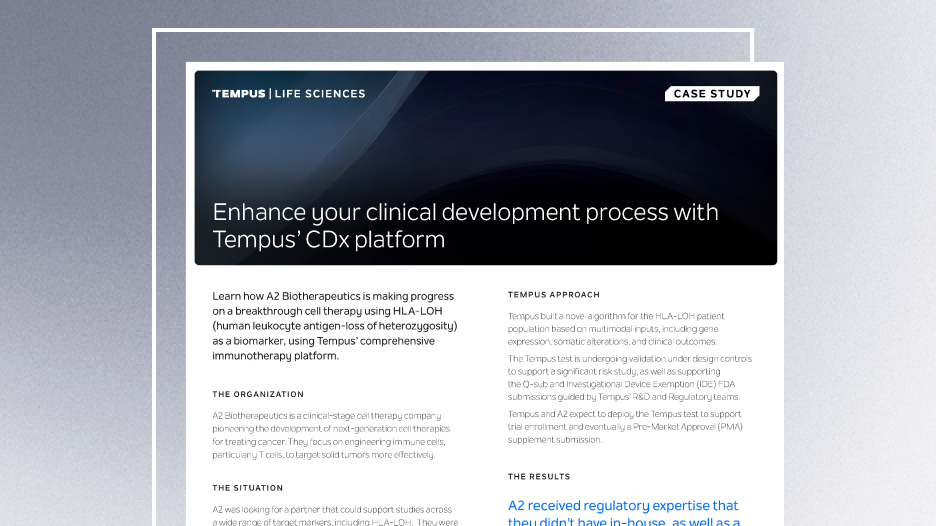 TEMPUS | LIFE SCIENCES
CASE STUDY
Enhance your clinical development process with
Tempus' CDx platform
Learn how A2 Biotherapeutics is making progress
on a breakthrough cell therapy using HLA-LOH
(human leukocyte antigen-loss of heterozygosity)
as a biomarker, using Tempus' comprehensive
immunotherapy platform.
THE ORGANIZATION
A2 Biotherapeutics is a clinical-stage cell therapy company
pioneering the development of next-generation cell therapies
for treating cancer. They focus on engineering immune cells,
particularly T cells, to target solid tumors more effectively.
THE SITUATION
A2 was looking for a partner that could support studies across
a wide range of target markers, including HLA-LOH. They were
TEMPUS APPROACH
Tempus built a novel algorithm for the HLA-LOH patient
population based on multimodal inputs, including gene
expression, somatic alterations, and clinical outcomes.
The Tempus test is undergoing validation under design controls
to support a significant risk study, as well as supporting
the Q-sub and Investigational Device Exemption (IDE) FDA
submissions guided by Tempus' R&D and Regulatory teams.
Tempus and A2 expect to deploy the Tempus test to support
trial enrollment and eventually a Pre-Market Approval (PMA)
supplement submission.
THE RESULTS
A2 received regulatory expertise that
they didn't have in-house, as well as a